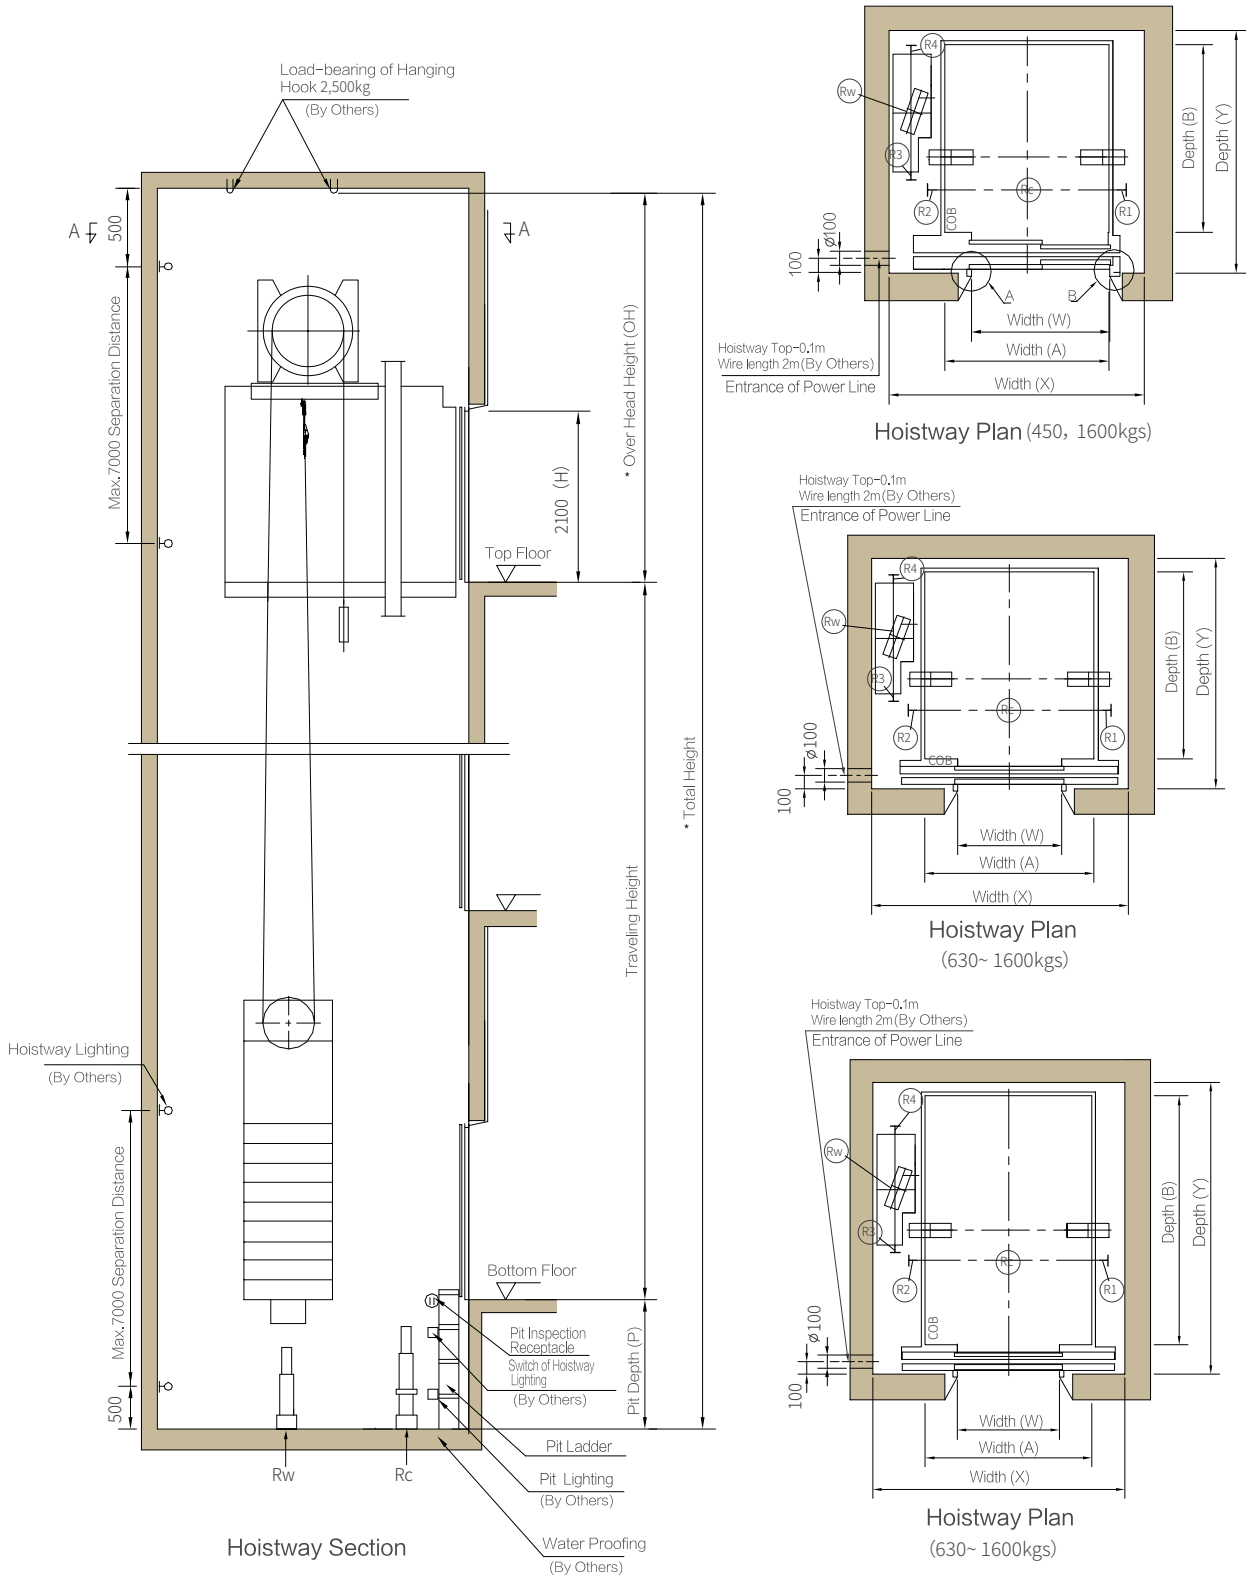 Load-bearing of Hanging
Hook 2,500kg
(By Others)
500
A
A
Max.7000 Separation Distance
* Over Head Height (OH)
2100 (H)
Top Floor
* Total Height
Traveling Height
Hoistway Lighting
(By Others)
Max.7000 Separation Distance
500
Bottom Floor
Pit Inspection
Receptacle
Switch of Hoistway
Lighting
(By Others)
Pit Depth (P)
Pit Ladder
Pit Lighting
(By Others)
Water Proofing
(By Others)
Rw
Rc
Hoistway Section
R4
Rw
R3
R2
Rc
R1
COB
Depth (B)
Depth (Y)
ø100
100
A
B
Width (W)
Width (A)
Width (X)
Hoistway Top-0.1m
Wire length 2m(By Others)
Entrance of Power Line
Hoistway Plan (450, 1600kgs)
Hoistway Top-0.1m
Wire length 2m(By Others)
Entrance of Power Line
R4
Rw
R3
R2
Rc
R1
COB
Depth (B)
Depth (Y)
ø100
100
Width (W)
Width (A)
Width (X)
Hoistway Plan
(630~ 1600kgs)
Hoistway Top-0.1m
Wire length 2m(By Others)
Entrance of Power Line
R4
Rw
R3
R2
Rc
R1
COB
Depth (B)
Depth (Y)
ø100
100
Width (W)
Width (A)
Width (X)
Hoistway Plan
(630~ 1600kgs)